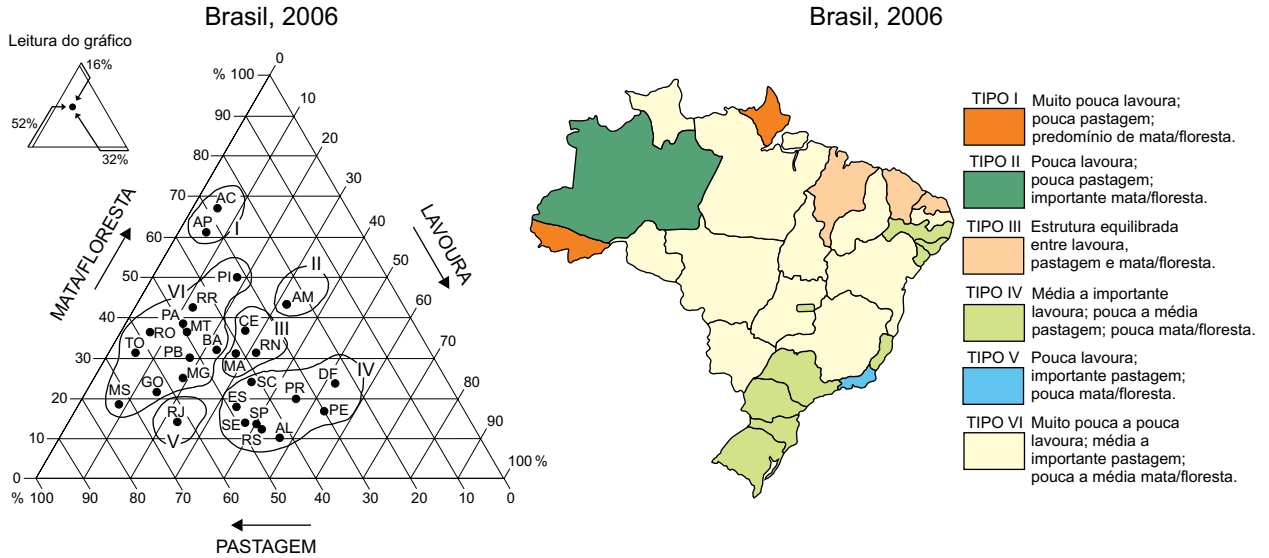 Brasil, 2006
Leitura do gráfico
16%
52%
32%
% 100
90
80
70
60
50
40
30
20
10
0
0
10
20
30
40
50
60
70
80
90
100 %
% 100
90
80
70
60
50
40
30
20
10
0
MATA/FLORESTA
LAVOURA
PASTAGEM
AC
AP
I
PI
II
VI
RR
AM
PA
MT
CE
III
RO
TO
BA
RN
PB
MA
MG
GO
MS
SC
DF
IV
PR
ES
RJ
SP
PE
SE
RS
AL
V
Brasil, 2006
TIPO I Muito pouca lavoura;
pouca pastagem;
predomínio de mata/floresta.
TIPO II Pouca lavoura;
pouca pastagem;
importante mata/floresta.
TIPO III Estrutura equilibrada
entre lavoura,
pastagem e mata/floresta.
TIPO IV Média a importante
lavoura; pouca a média
pastagem; pouca mata/floresta.
TIPO V Pouca lavoura;
importante pastagem;
pouca mata/floresta.
TIPO VI Muito pouca a pouca
lavoura; média a
importante pastagem;
pouca a média mata/floresta.